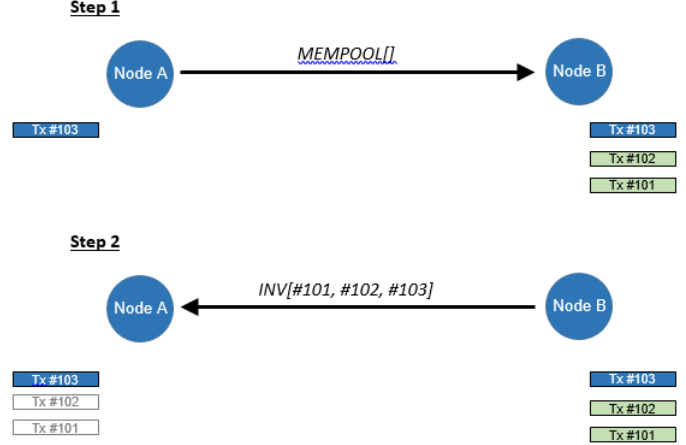 Step 1
MEMPOOL[]
Node A
Node B
Tx #103
Tx #103
Tx #102
Tx #101
Step 2
INV[#101, #102, #103]
Node A
Node B
Tx #103
Tx #103
Tx #102
Tx #102
Tx #101
Tx #101